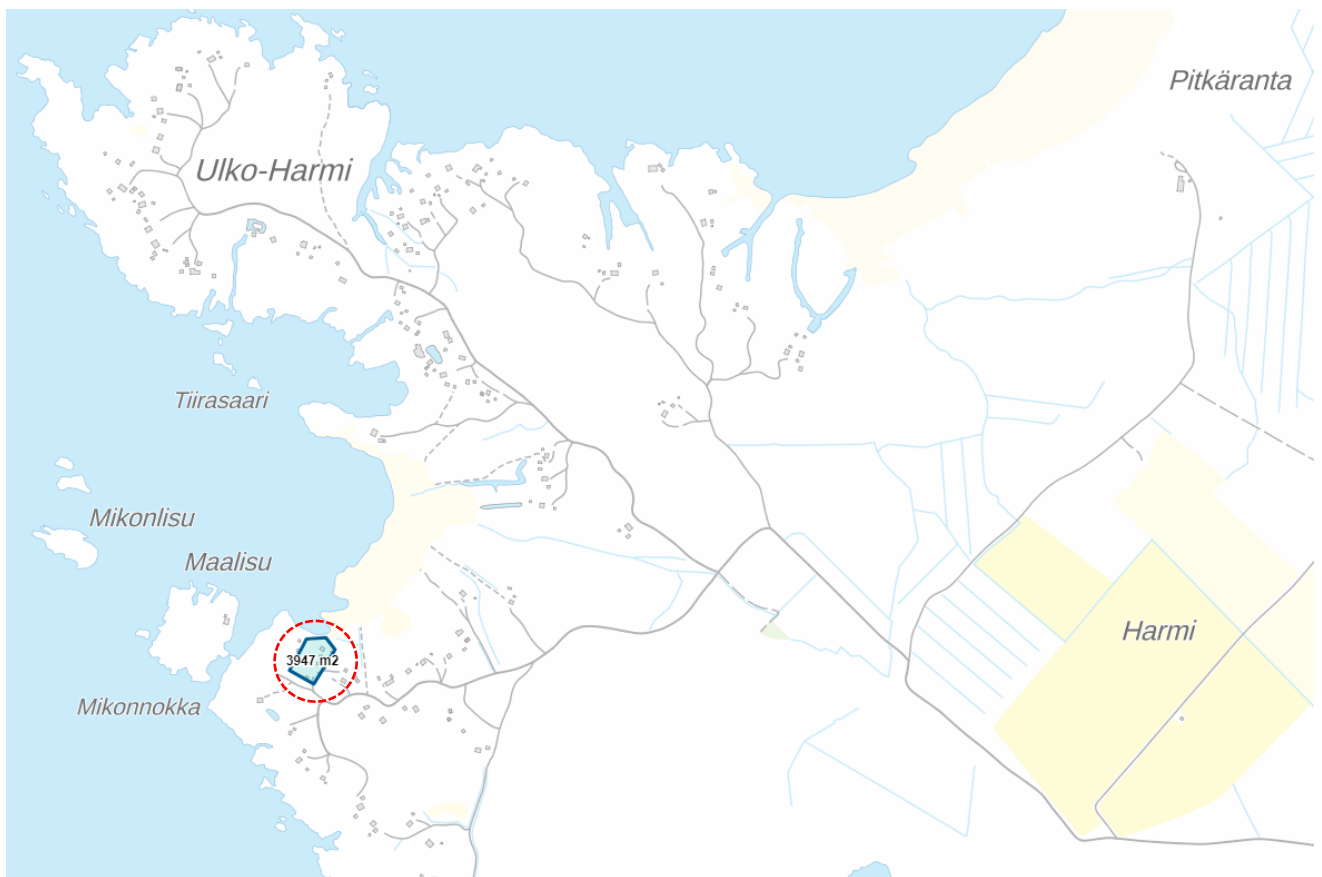 Pitkäranta
Ulko-Harmi
Tiirasaari
Mikonlisu
Maalisu
Harmi
3947 m2
Mikonnokka